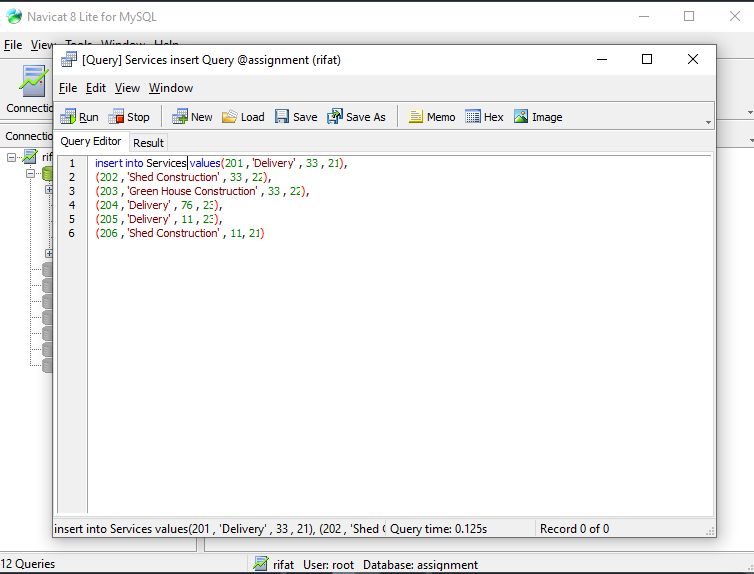 Navicat 8 Lite for MySQL
File View Tools Window Help
Connectio
Connectio
rif
[Query] Services insert Query @assignment (rifat)
File Edit View Window
Run Stop New Load Save Save As Memo Hex Image
Query Editor Result
1 insert into Services values(201 , 'Delivery' , 33 , 21),
2 (202 , 'Shed Construction' , 33 , 22),
3 (203 , 'Green House Construction' , 33 , 22),
4 (204 , 'Delivery' , 76 , 23),
5 (205 , 'Delivery' , 11 , 23),
6 (206 , 'Shed Construction' , 11, 21)
insert into Services values(201 , 'Delivery' , 33 , 21), (202 , 'Shed C Query time: 0.125s Record 0 of 0
12 Queries rifat User: root Database: assignment